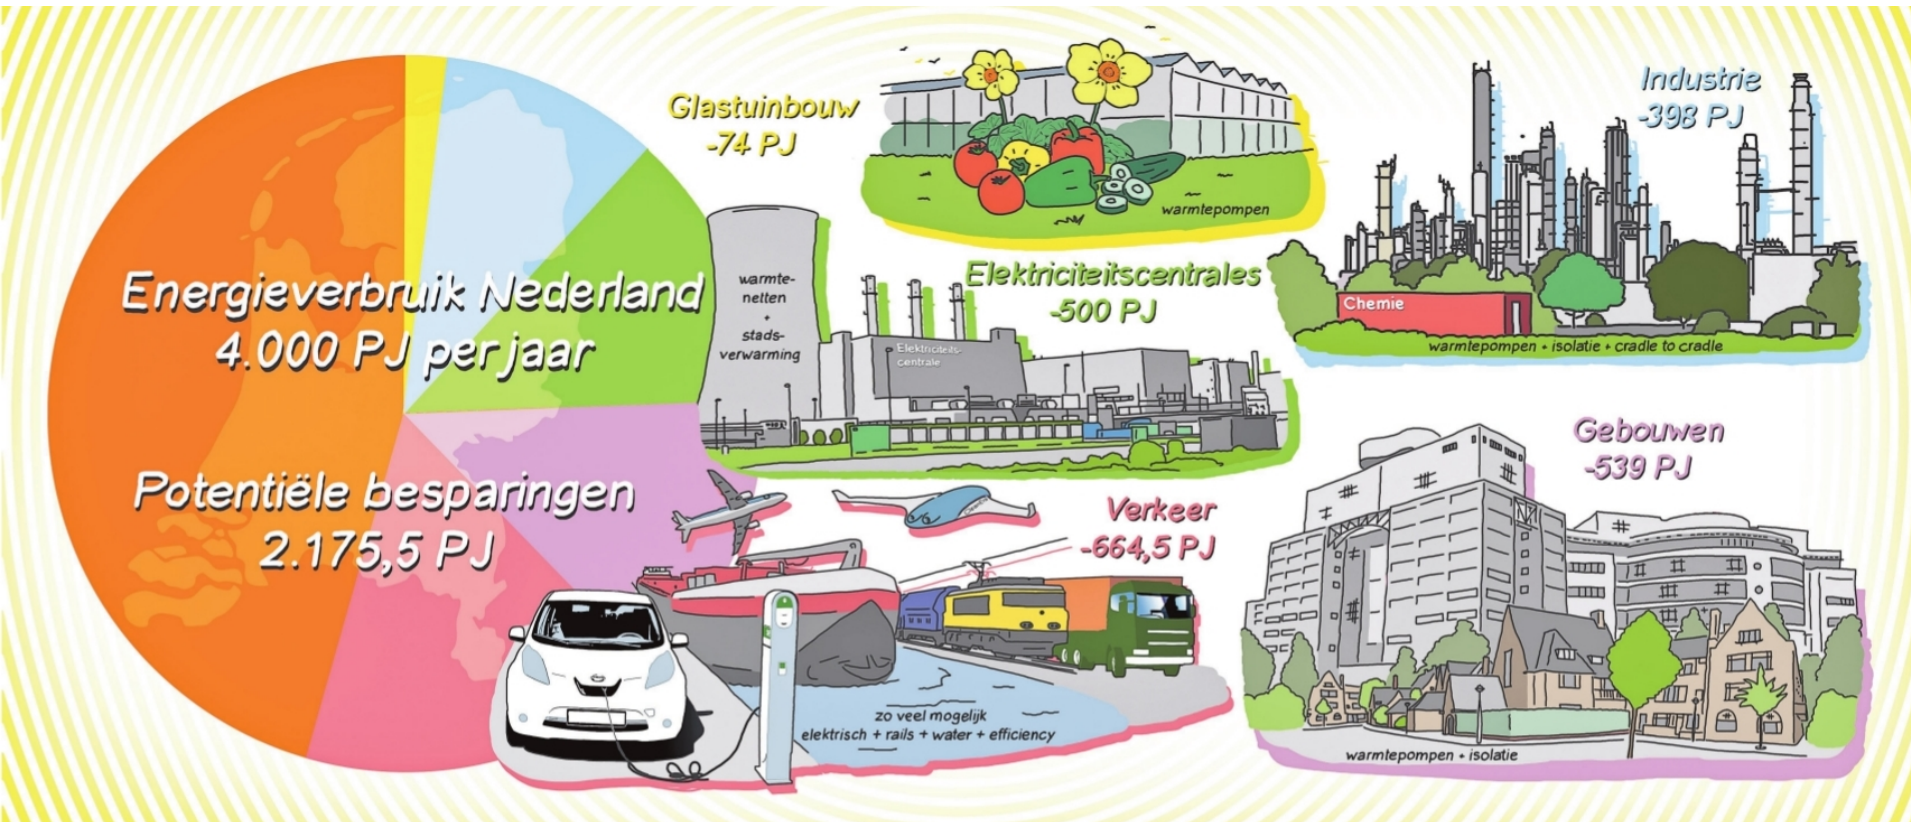 Energieverbruik Nederland
4.000 PJ per jaar
Potentiële besparingen
2.175,5 PJ
Glastuinbouw
-74 PJ
warmtepompen
Industrie
-398 PJ
Chemie
warmtepompen + isolatie + cradle to cradle
Elektriciteitscentrales
-500 PJ
warmte-
netten
+
stads-
verwarming
Elektriciteits-
centrale
Gebouwen
-539 PJ
warmtepompen + isolatie
Verkeer
-664,5 PJ
zo veel mogelijk
elektrisch + rails + water + efficiency